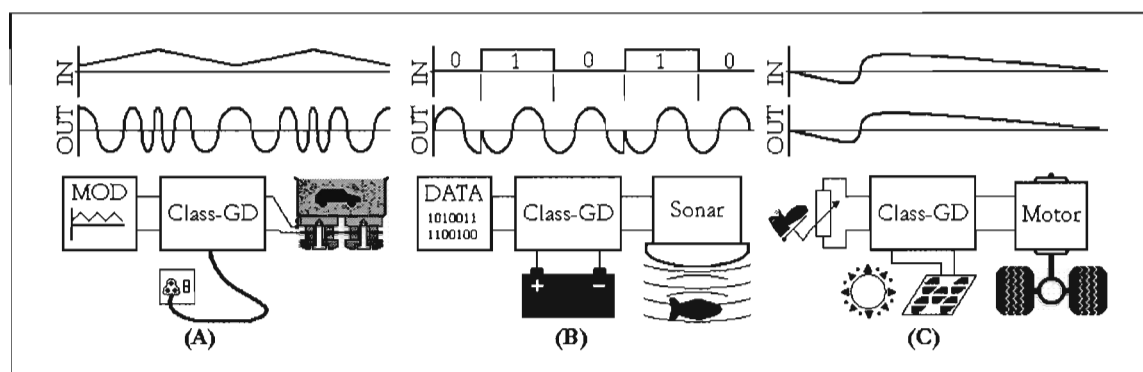 IN
OUT
MOD
Class-GD
(A)
IN 0 1 0 1 0
OUT
DATA
1010011
1100100
Class-GD
Sonar
+ −
(B)
IN
OUT
Class-GD
Motor
(C)